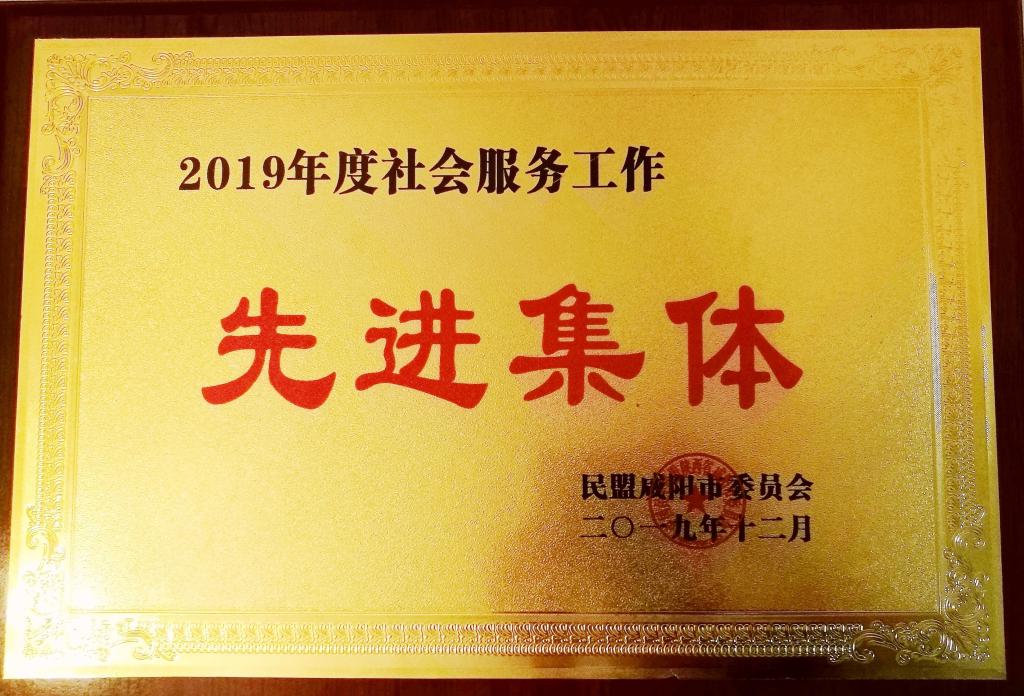 2019年度社会服务工作
先进集体
民盟咸阳市委员会
二〇一九年十二月